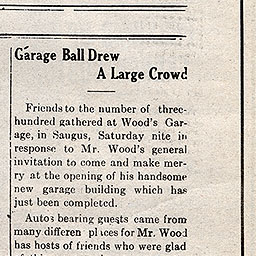 Garage Ball Drew
A Large Crowd
Friends to the number of three-
hundred gathered at Wood's Gar-
age, in Saugus, Saturday nite in
response to Mr. Wood's general
invitation to come and make mer-
ry at the opening of his handsome
new garage building which has
just been completed.
Autos bearing guests came from
many differen places for Mr. Wood
has hosts of friends who were glad